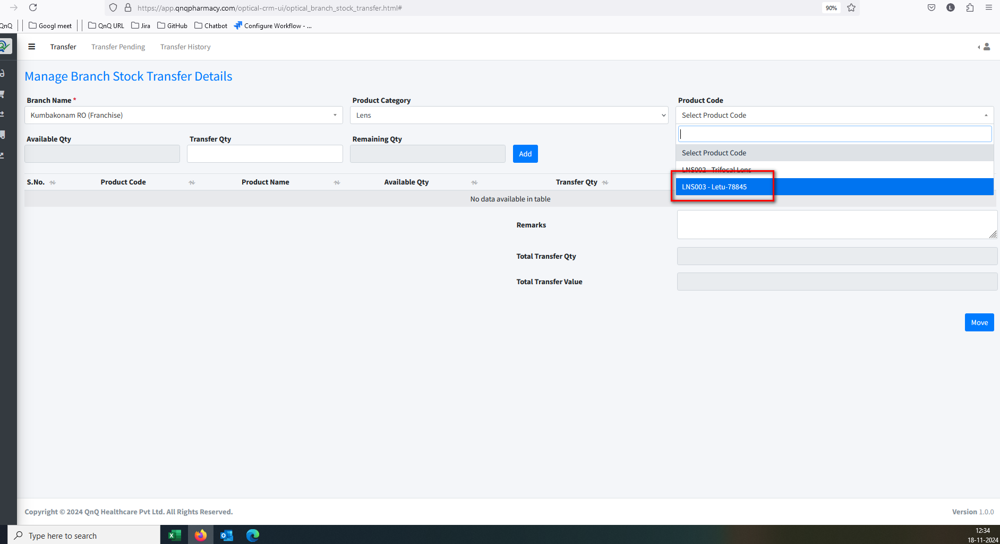 https://app.qnqpharmacy.com/optical-crm-ui/optical_branch_stock_transfer.html#
90%
L
QnQ
Googl meet
QnQ URL
Jira
GitHub
Chatbot
Configure Workflow - ...
Transfer
Transfer Pending
Transfer History
Manage Branch Stock Transfer Details
Branch Name *
Product Category
Product Code
Kumbakonam RO (Franchise)
Lens
Select Product Code
Available Qty
Transfer Qty
Remaining Qty
Add
Select Product Code
LNS002 - Trifocal Lens
LNS003 - Letu-78845
S.No.
Product Code
Product Name
Available Qty
Transfer Qty
No data available in table
Remarks
Total Transfer Qty
Total Transfer Value
Move
Copyright © 2024 QnQ Healthcare Pvt Ltd. All Rights Reserved.
Version 1.0.0
Type here to search
12:34
18-11-2024